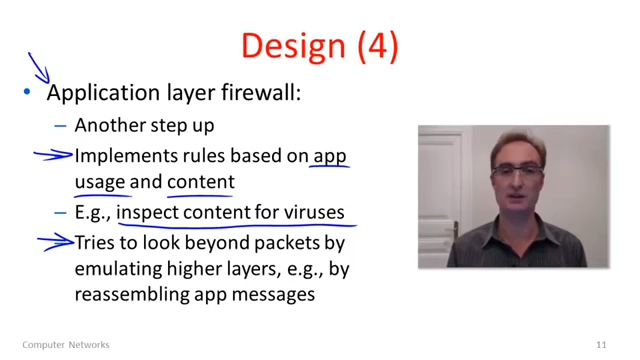 Design (4)
• Application layer firewall:
– Another step up
– Implements rules based on app
usage and content
– E.g., inspect content for viruses
– Tries to look beyond packets by
emulating higher layers, e.g., by
reassembling app messages
Computer Networks
11